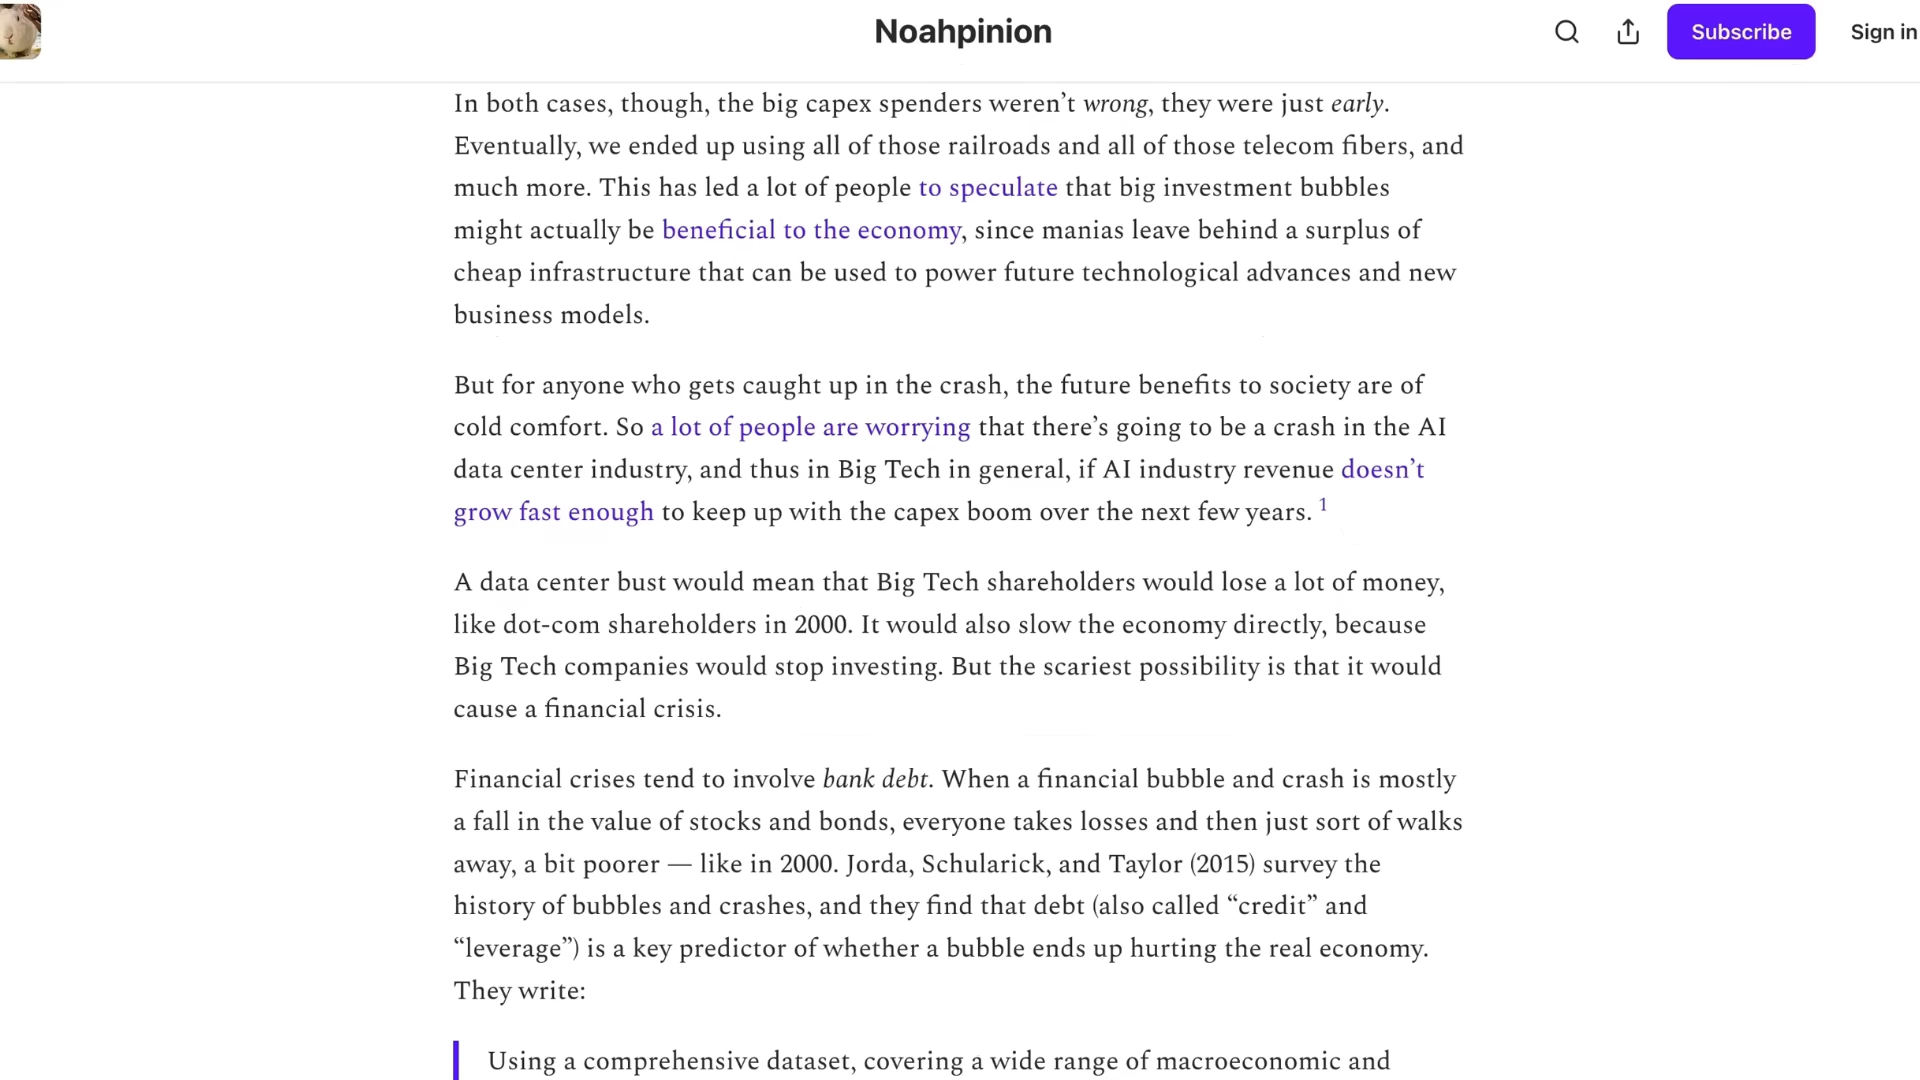 Noahpinion
Subscribe
Sign in
In both cases, though, the big capex spenders weren’t wrong, they were just early.
Eventually, we ended up using all of those railroads and all of those telecom fibers, and
much more. This has led a lot of people to speculate that big investment bubbles
might actually be beneficial to the economy, since manias leave behind a surplus of
cheap infrastructure that can be used to power future technological advances and new
business models.
But for anyone who gets caught up in the crash, the future benefits to society are of
cold comfort. So a lot of people are worrying that there’s going to be a crash in the AI
data center industry, and thus in Big Tech in general, if AI industry revenue doesn’t
grow fast enough to keep up with the capex boom over the next few years. 1
A data center bust would mean that Big Tech shareholders would lose a lot of money,
like dot-com shareholders in 2000. It would also slow the economy directly, because
Big Tech companies would stop investing. But the scariest possibility is that it would
cause a financial crisis.
Financial crises tend to involve bank debt. When a financial bubble and crash is mostly
a fall in the value of stocks and bonds, everyone takes losses and then just sort of walks
away, a bit poorer — like in 2000. Jorda, Schularick, and Taylor (2015) survey the
history of bubbles and crashes, and they find that debt (also called “credit” and
“leverage”) is a key predictor of whether a bubble ends up hurting the real economy.
They write:
Using a comprehensive dataset, covering a wide range of macroeconomic and